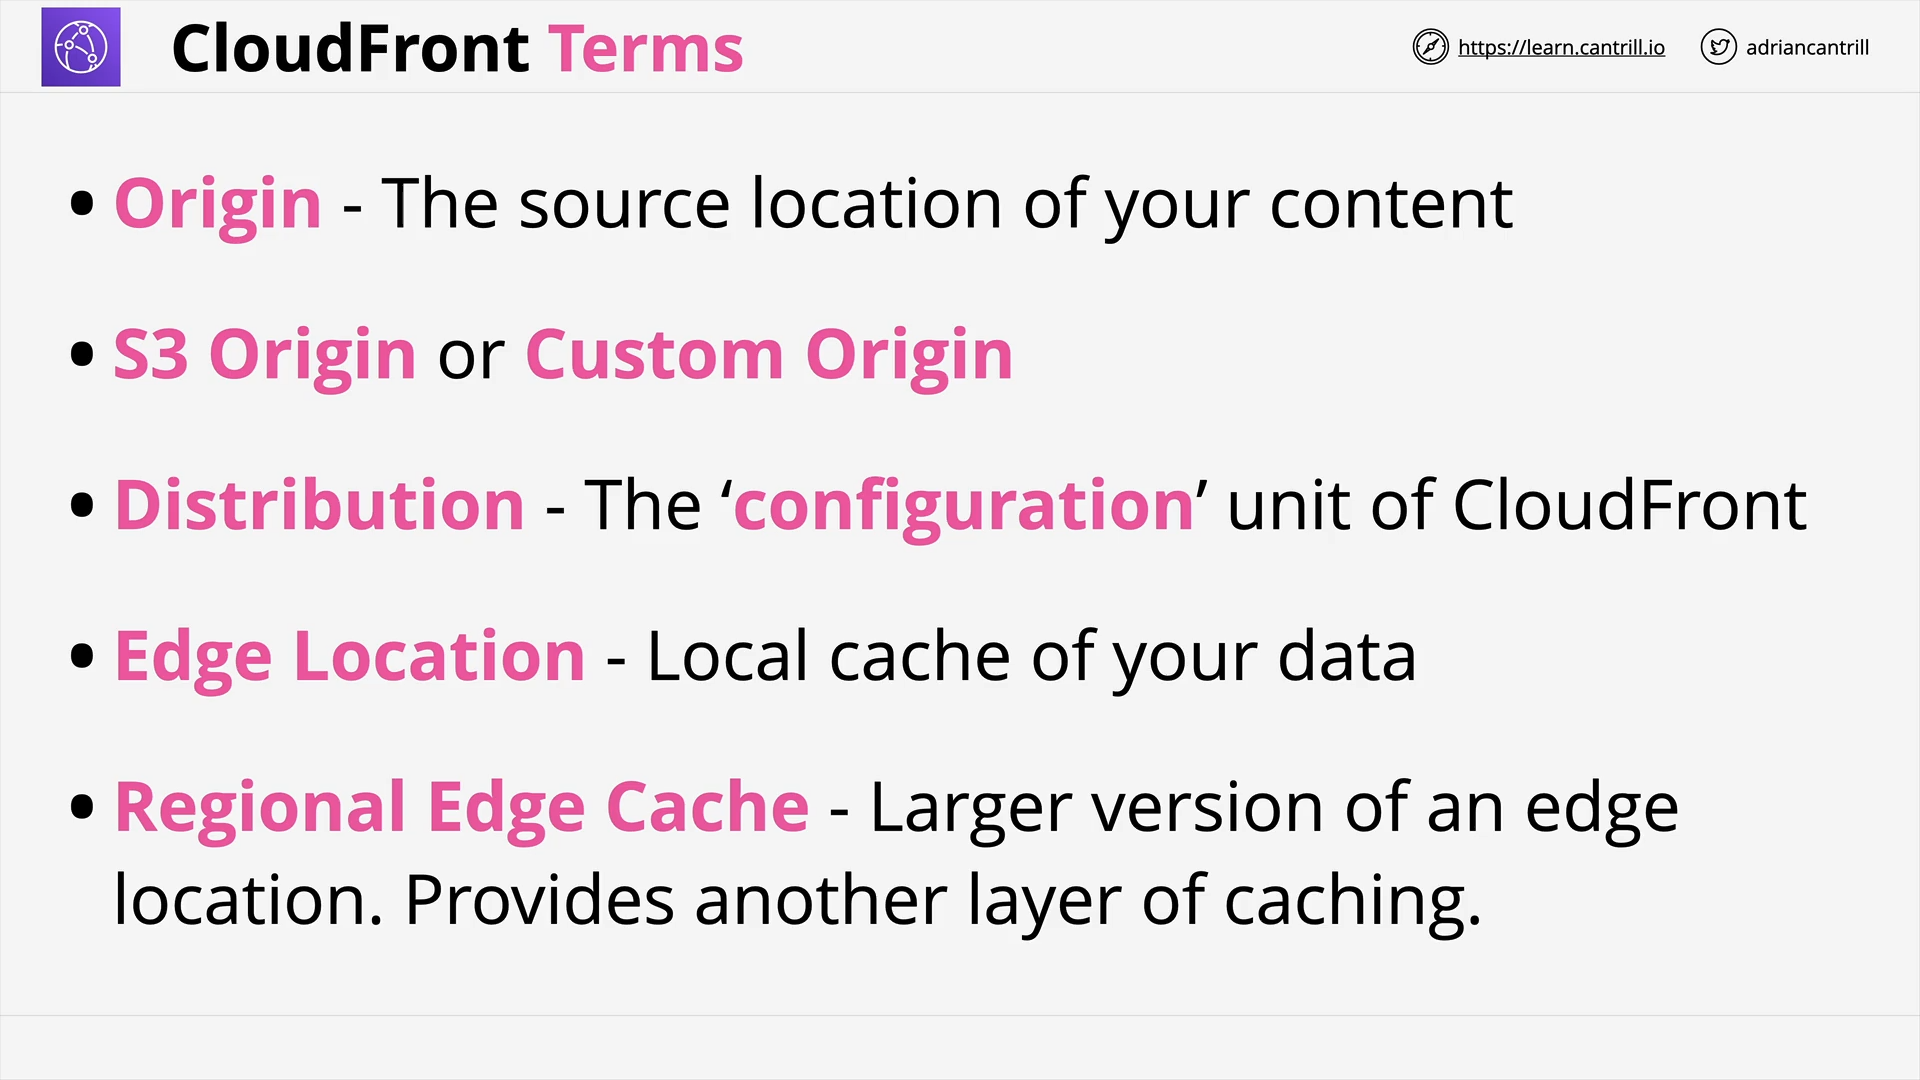 CloudFront Terms
https://learn.cantrill.io
adriancantrill
• Origin - The source location of your content
• S3 Origin or Custom Origin
• Distribution - The ‘configuration’ unit of CloudFront
• Edge Location - Local cache of your data
• Regional Edge Cache - Larger version of an edge
location. Provides another layer of caching.